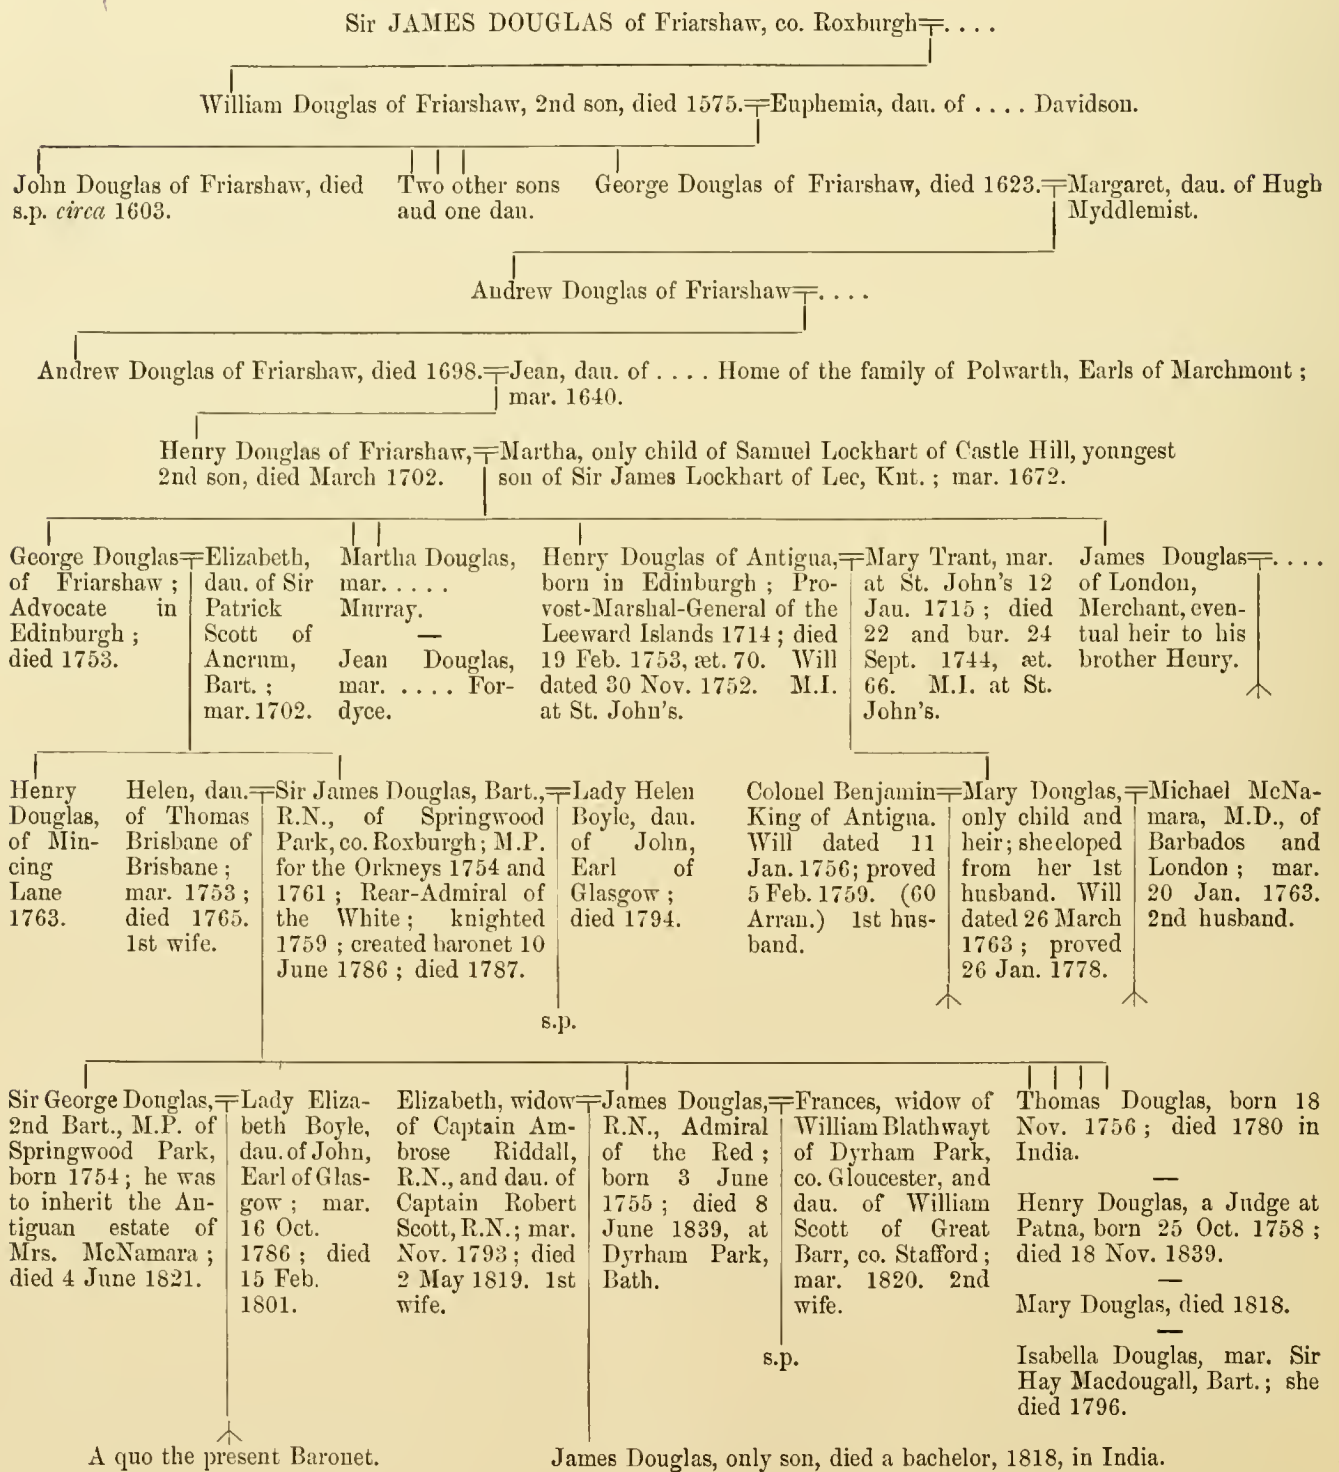 Sir JAMES DOUGLAS of Friarshaw, co. Roxburgh=. . . .
William Douglas of Friarshaw, 2nd son, died 1575.=Euphemia, dau. of . . . . Davidson.
John Douglas of Friarshaw, died
s.p. circa 1603.
Two other sons
and one dau.
George Douglas of Friarshaw, died 1623.=Margaret, dau. of Hugh
Myddlemist.
Andrew Douglas of Friarshaw=. . . .
Andrew Douglas of Friarshaw, died 1698.=Jean, dau. of . . . . Home of the family of Polwarth, Earls of Marchmont ;
mar. 1640.
Henry Douglas of Friarshaw,=Martha, only child of Samuel Lockhart of Castle Hill, youngest
2nd son, died March 1702. son of Sir James Lockhart of Lee, Knt. ; mar. 1672.
George Douglas=
of Friarshaw ;
Advocate in
Edinburgh ;
died 1753.
Elizabeth,
dau. of Sir
Patrick
Scott of
Ancrum,
Bart. ;
mar. 1702.
Martha Douglas,
mar. . . . .
Murray.
—
Jean Douglas,
mar. . . . . For-
dyce.
Henry Douglas of Antigua,=
born in Edinburgh ; Pro-
vost-Marshal-General of the
Leeward Islands 1714 ; died
19 Feb. 1753, æt. 70. Will
dated 30 Nov. 1752. M.I.
at St. John's.
Mary Trant, mar.
at St. John's 12
Jan. 1715 ; died
22 and bur. 24
Sept. 1744, æt.
66. M.I. at St.
John's.
James Douglas=. . . .
of London,
Merchant, even-
tual heir to his
brother Henry.
Henry
Douglas,
of Min-
cing
Lane
1763.
Helen, dau.=
of Thomas
Brisbane of
Brisbane ;
mar. 1753 ;
died 1765.
1st wife.
Sir James Douglas, Bart.,=
R.N., of Springwood
Park, co. Roxburgh ; M.P.
for the Orkneys 1754 and
1761 ; Rear-Admiral of
the White ; knighted
1759 ; created baronet 10
June 1786 ; died 1787.
Lady Helen
Boyle, dau.
of John,
Earl of
Glasgow ;
died 1794.
s.p.
Colonel Benjamin=
King of Antigua.
Will dated 11
Jan. 1756 ; proved
5 Feb. 1759. (60
Arran.) 1st hus-
band.
Mary Douglas,=
only child and
heir ; she eloped
from her 1st
husband. Will
dated 26 March
1763 ; proved
26 Jan. 1778.
Michael McNa-
mara, M.D., of
Barbados and
London ; mar.
20 Jan. 1763.
2nd husband.
Sir George Douglas,=
2nd Bart., M.P. of
Springwood Park,
born 1754 ; he was
to inherit the An-
tiguan estate of
Mrs. McNamara ;
died 4 June 1821.
Lady Eliza-
beth Boyle,
dau. of John,
Earl of Glas-
gow ; mar.
16 Oct.
1786 ; died
15 Feb.
1801.
Elizabeth, widow=
of Captain Am-
brose Riddall,
R.N., and dau. of
Captain Robert
Scott, R.N. ; mar.
Nov. 1793 ; died
2 May 1819. 1st
wife.
James Douglas,=
R.N., Admiral
of the Red ;
born 3 June
1755 ; died 8
June 1839, at
Dyrham Park,
Bath.
Frances, widow of
William Blathwayt
of Dyrham Park,
co. Gloucester, and
dau. of William
Scott of Great
Barr, co. Stafford ;
mar. 1820. 2nd
wife.
s.p.
Thomas Douglas, born 18
Nov. 1756 ; died 1780 in
India.
—
Henry Douglas, a Judge at
Patna, born 25 Oct. 1758 ;
died 18 Nov. 1839.
—
Mary Douglas, died 1818.
—
Isabella Douglas, mar. Sir
Hay Macdougall, Bart. ; she
died 1796.
A quo the present Baronet.
James Douglas, only son, died a bachelor, 1818, in India.